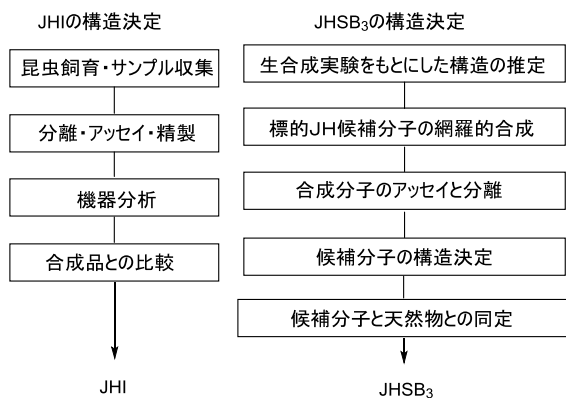 JHIの構造決定
昆虫飼育・サンプル収集
分離・アッセイ・精製
機器分析
合成品との比較
JHI
JHSB₃の構造決定
生合成実験をもとにした構造の推定
標的JH候補分子の網羅的合成
合成分子のアッセイと分離
候補分子の構造決定
候補分子と天然物との同定
JHSB₃